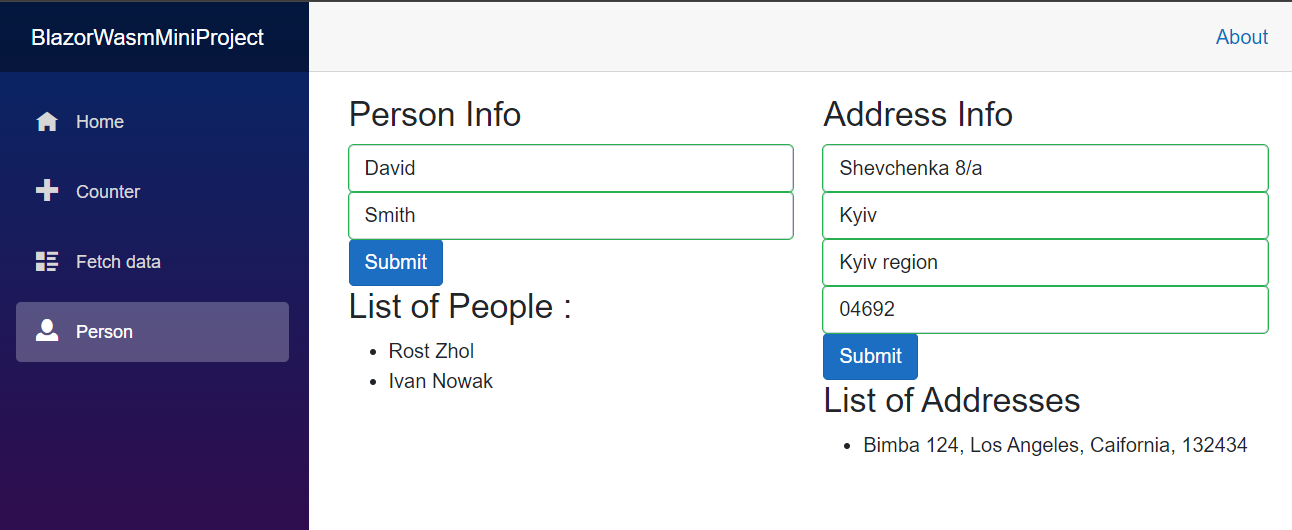 BlazorWasmMiniProject
About
Home
Counter
Fetch data
Person
Person Info
David
Smith
Submit
List of People :
Rost Zhol
Ivan Nowak
Address Info
Shevchenka 8/a
Kyiv
Kyiv region
04692
Submit
List of Addresses
Bimba 124, Los Angeles, Caifornia, 132434